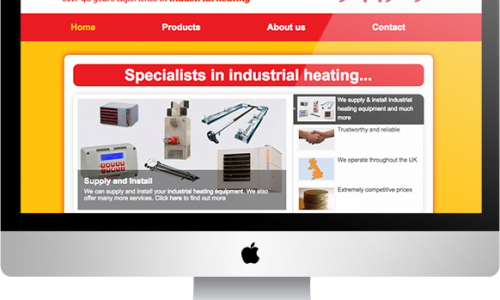 over 40 years experience in industrial heating
Home Products About us Contact
Specialists in industrial heating...
Supply and Install
We can supply and install your industrial heating equipment. We also
offer many more services. Click here to find out more
We supply & install industrial
heating equipment and much
more
Trustworthy and reliable
We operate throughout the UK
Extremely competitive prices